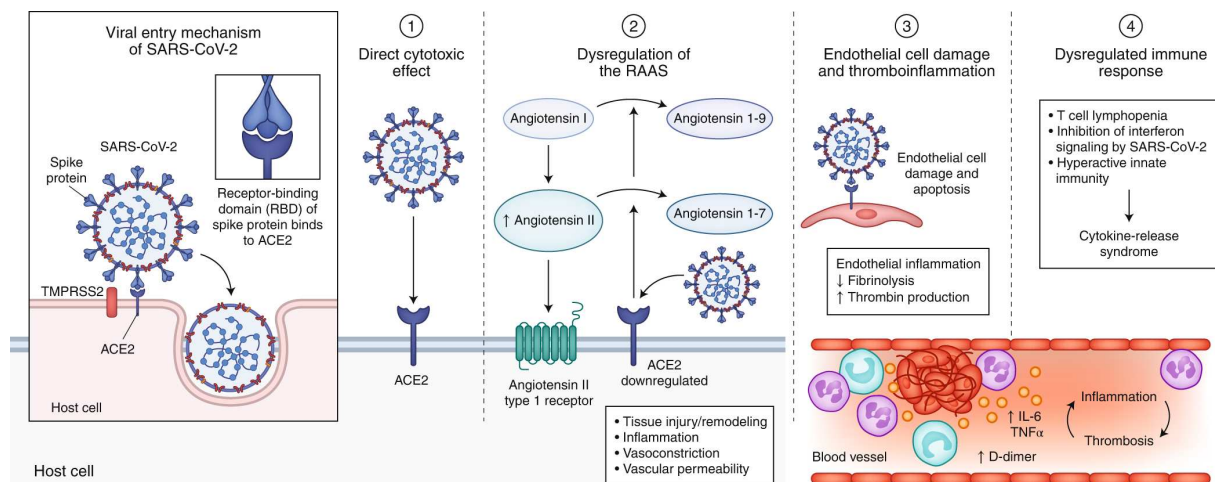 Viral entry mechanism
of SARS-CoV-2
SARS-CoV-2
Spike
protein
Receptor-binding
domain (RBD) of
spike protein binds
to ACE2
TMPRSS2
ACE2
Host cell
Host cell
1
Direct cytotoxic
effect
ACE2
2
Dysregulation of
the RAAS
Angiotensin I
Angiotensin 1-9
↑ Angiotensin II
Angiotensin 1-7
Angiotensin II
type 1 receptor
ACE2
downregulated
• Tissue injury/remodeling
• Inflammation
• Vasoconstriction
• Vascular permeability
3
Endothelial cell damage
and thromboinflammation
Endothelial cell
damage and
apoptosis
Endothelial inflammation
↓ Fibrinolysis
↑ Thrombin production
4
Dysregulated immune
response
• T cell lymphopenia
• Inhibition of interferon
signaling by SARS-CoV-2
• Hyperactive innate
immunity
Cytokine-release
syndrome
Blood vessel
↑ IL-6
TNFα
↑ D-dimer
Inflammation
Thrombosis